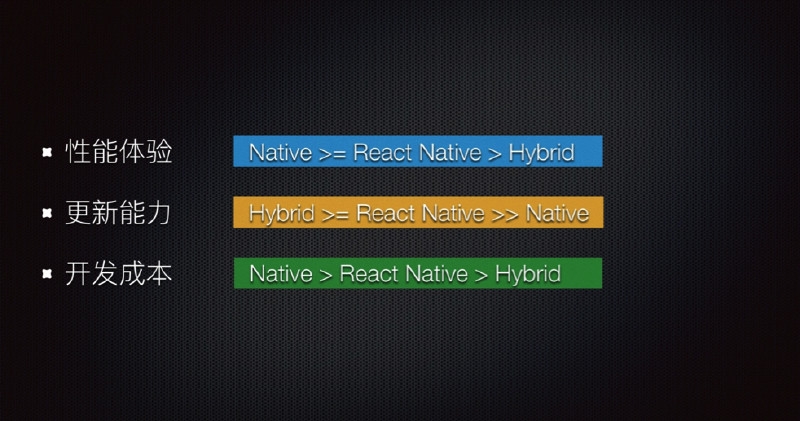 性能体验 Native >= React Native > Hybrid
更新能力 Hybrid >= React Native >> Native
开发成本 Native > React Native > Hybrid